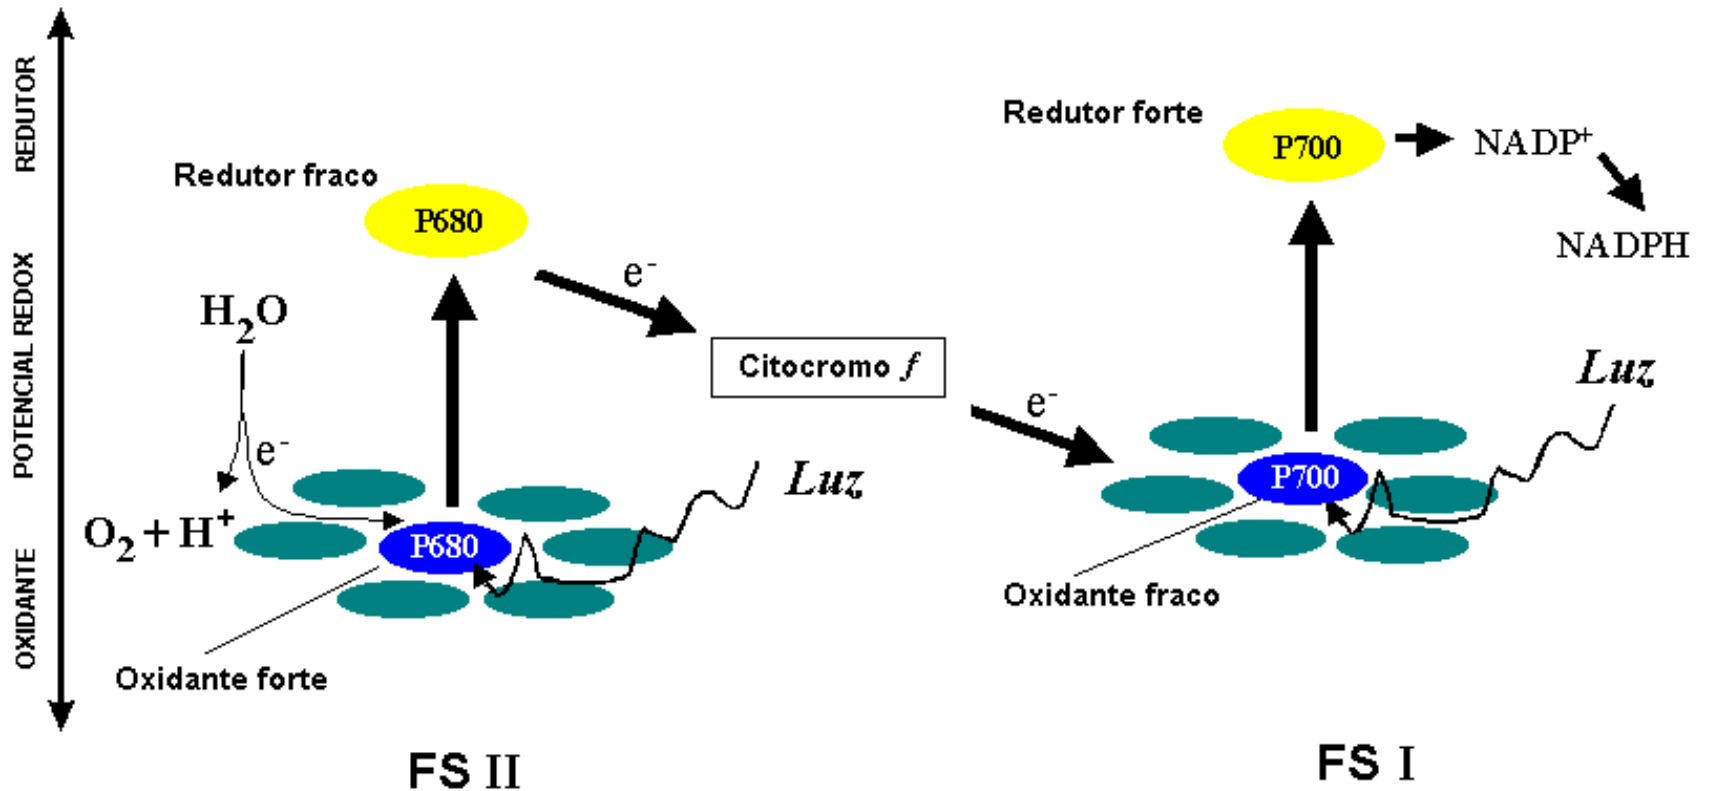 REDUTOR
POTENCIAL REDOX
OXIDANTE
Redutor fraco
P680
H₂O
e⁻
O₂ + H⁺
P680
Oxidante forte
Luz
FS II
e⁻
Citocromo f
e⁻
Redutor forte
P700
NADP⁺
NADPH
Luz
P700
Oxidante fraco
FS I